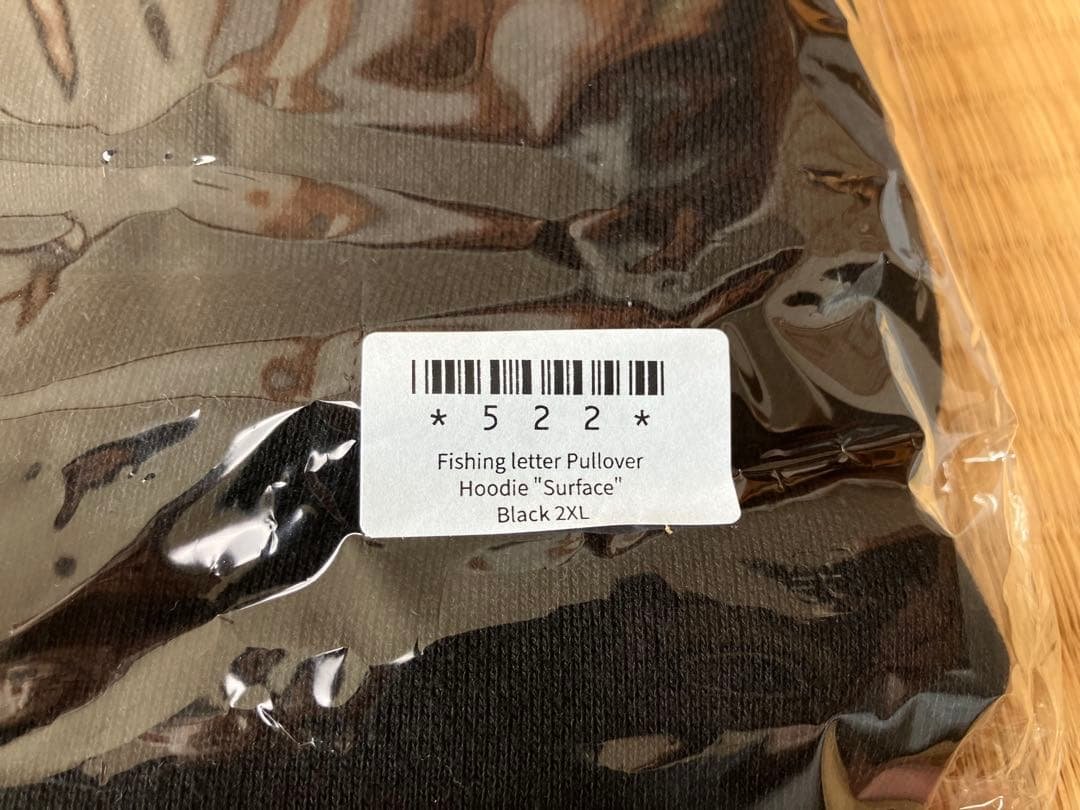 * 5 2 2 *
Fishing letter Pullover
Hoodie "Surface"
Black 2XL